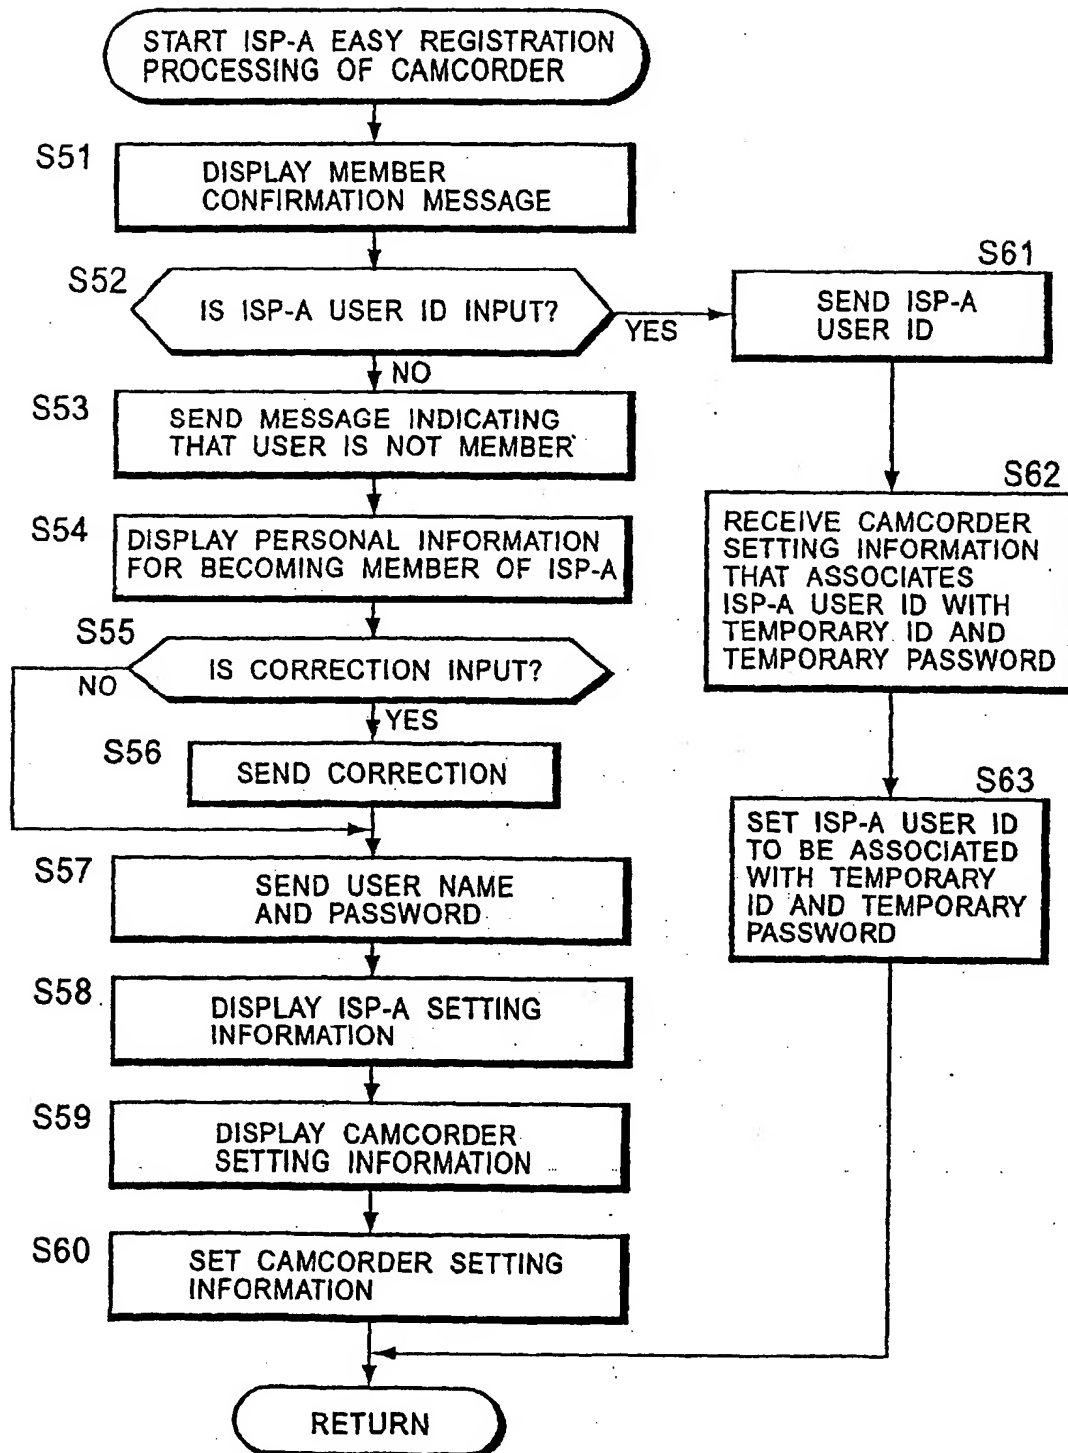 START ISP-A EASY REGISTRATION
PROCESSING OF CAMCORDER
S51
DISPLAY MEMBER
CONFIRMATION MESSAGE
S52
IS ISP-A USER ID INPUT?
YES
NO
S53
SEND MESSAGE INDICATING
THAT USER IS NOT MEMBER
S54
DISPLAY PERSONAL INFORMATION
FOR BECOMING MEMBER OF ISP-A
S55
IS CORRECTION INPUT?
NO
YES
S56
SEND CORRECTION
S57
SEND USER NAME
AND PASSWORD
S58
DISPLAY ISP-A SETTING
INFORMATION
S59
DISPLAY CAMCORDER
SETTING INFORMATION
S60
SET CAMCORDER SETTING
INFORMATION
S61
SEND ISP-A
USER ID
S62
RECEIVE CAMCORDER
SETTING INFORMATION
THAT ASSOCIATES
ISP-A USER ID WITH
TEMPORARY ID AND
TEMPORARY PASSWORD
S63
SET ISP-A USER ID
TO BE ASSOCIATED
WITH TEMPORARY
ID AND TEMPORARY
PASSWORD
RETURN